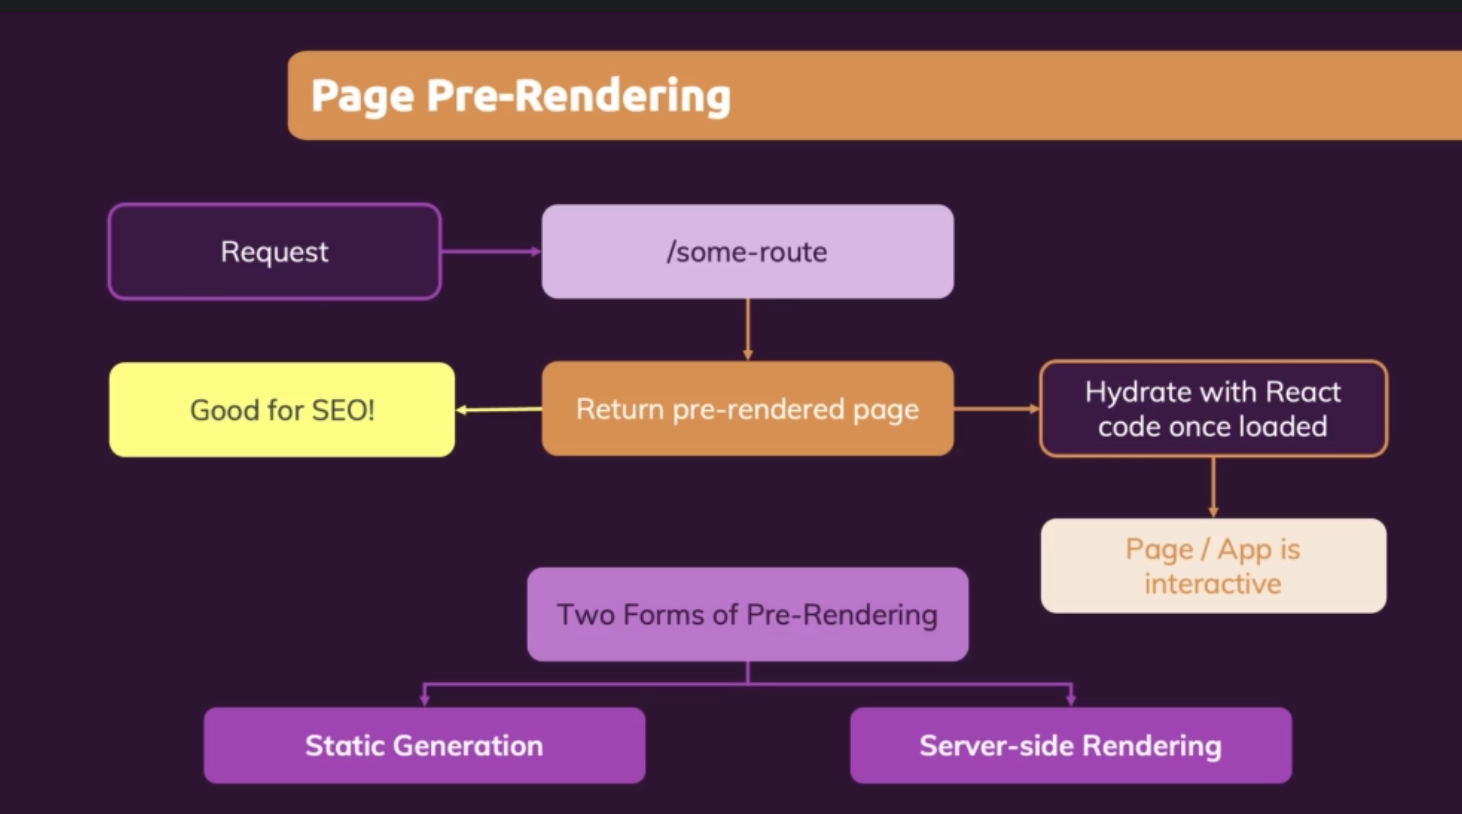 Page Pre-Rendering
Request
/some-route
Good for SEO!
Return pre-rendered page
Hydrate with React
code once loaded
Page / App is
interactive
Two Forms of Pre-Rendering
Static Generation
Server-side Rendering